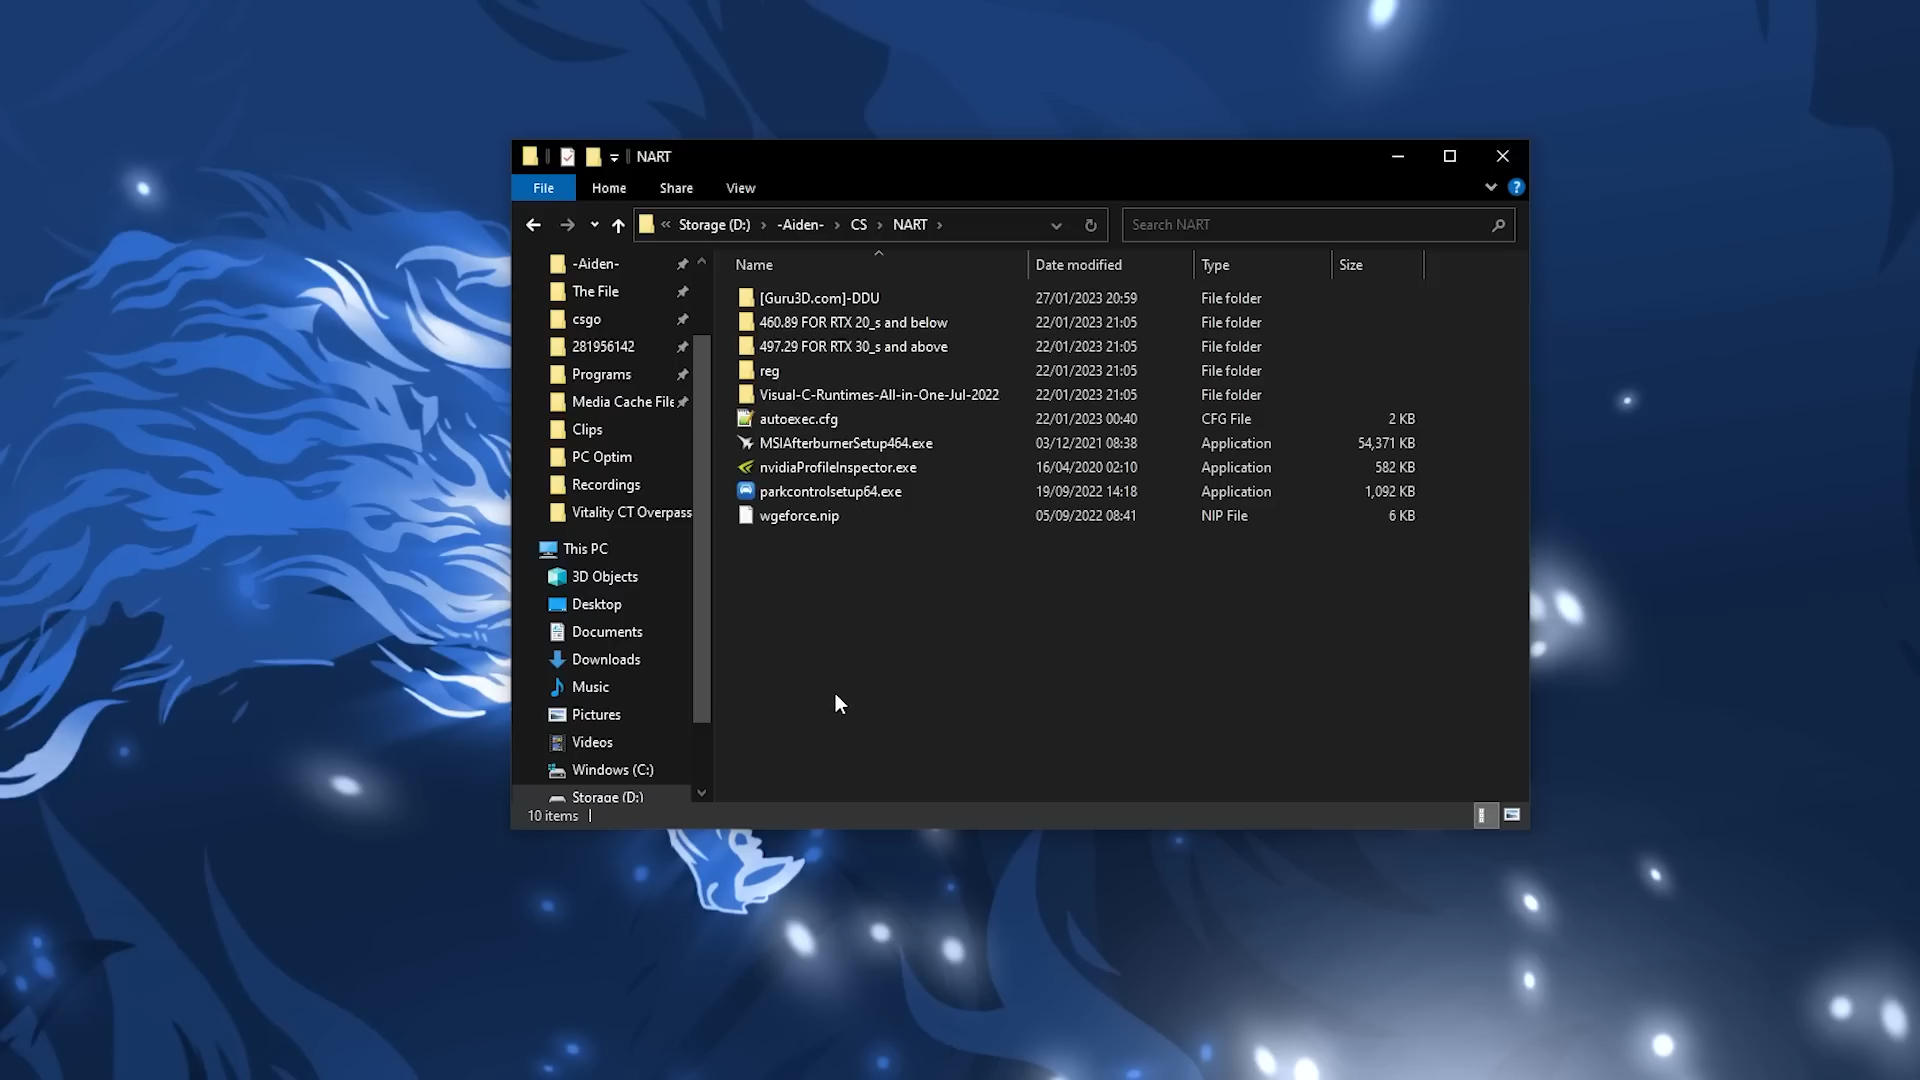 NART
File Home Share View
« Storage (D:) › -Aiden- › CS › NART ›
Search NART
-Aiden-
The File
csgo
281956142
Programs
Media Cache File
Clips
PC Optim
Recordings
Vitality CT Overpass
This PC
3D Objects
Desktop
Documents
Downloads
Music
Pictures
Videos
Windows (C:)
Storage (D:)
Name Date modified Type Size
[Guru3D.com]-DDU 27/01/2023 20:59 File folder
460.89 FOR RTX 20_s and below 22/01/2023 21:05 File folder
497.29 FOR RTX 30_s and above 22/01/2023 21:05 File folder
reg 22/01/2023 21:05 File folder
Visual-C-Runtimes-All-in-One-Jul-2022 22/01/2023 21:05 File folder
autoexec.cfg 22/01/2023 00:40 CFG File 2 KB
MSIAfterburnerSetup464.exe 03/12/2021 08:38 Application 54,371 KB
nvidiaProfileInspector.exe 16/04/2020 02:10 Application 582 KB
parkcontrolsetup64.exe 19/09/2022 14:18 Application 1,092 KB
wgeforce.nip 05/09/2022 08:41 NIP File 6 KB
10 items